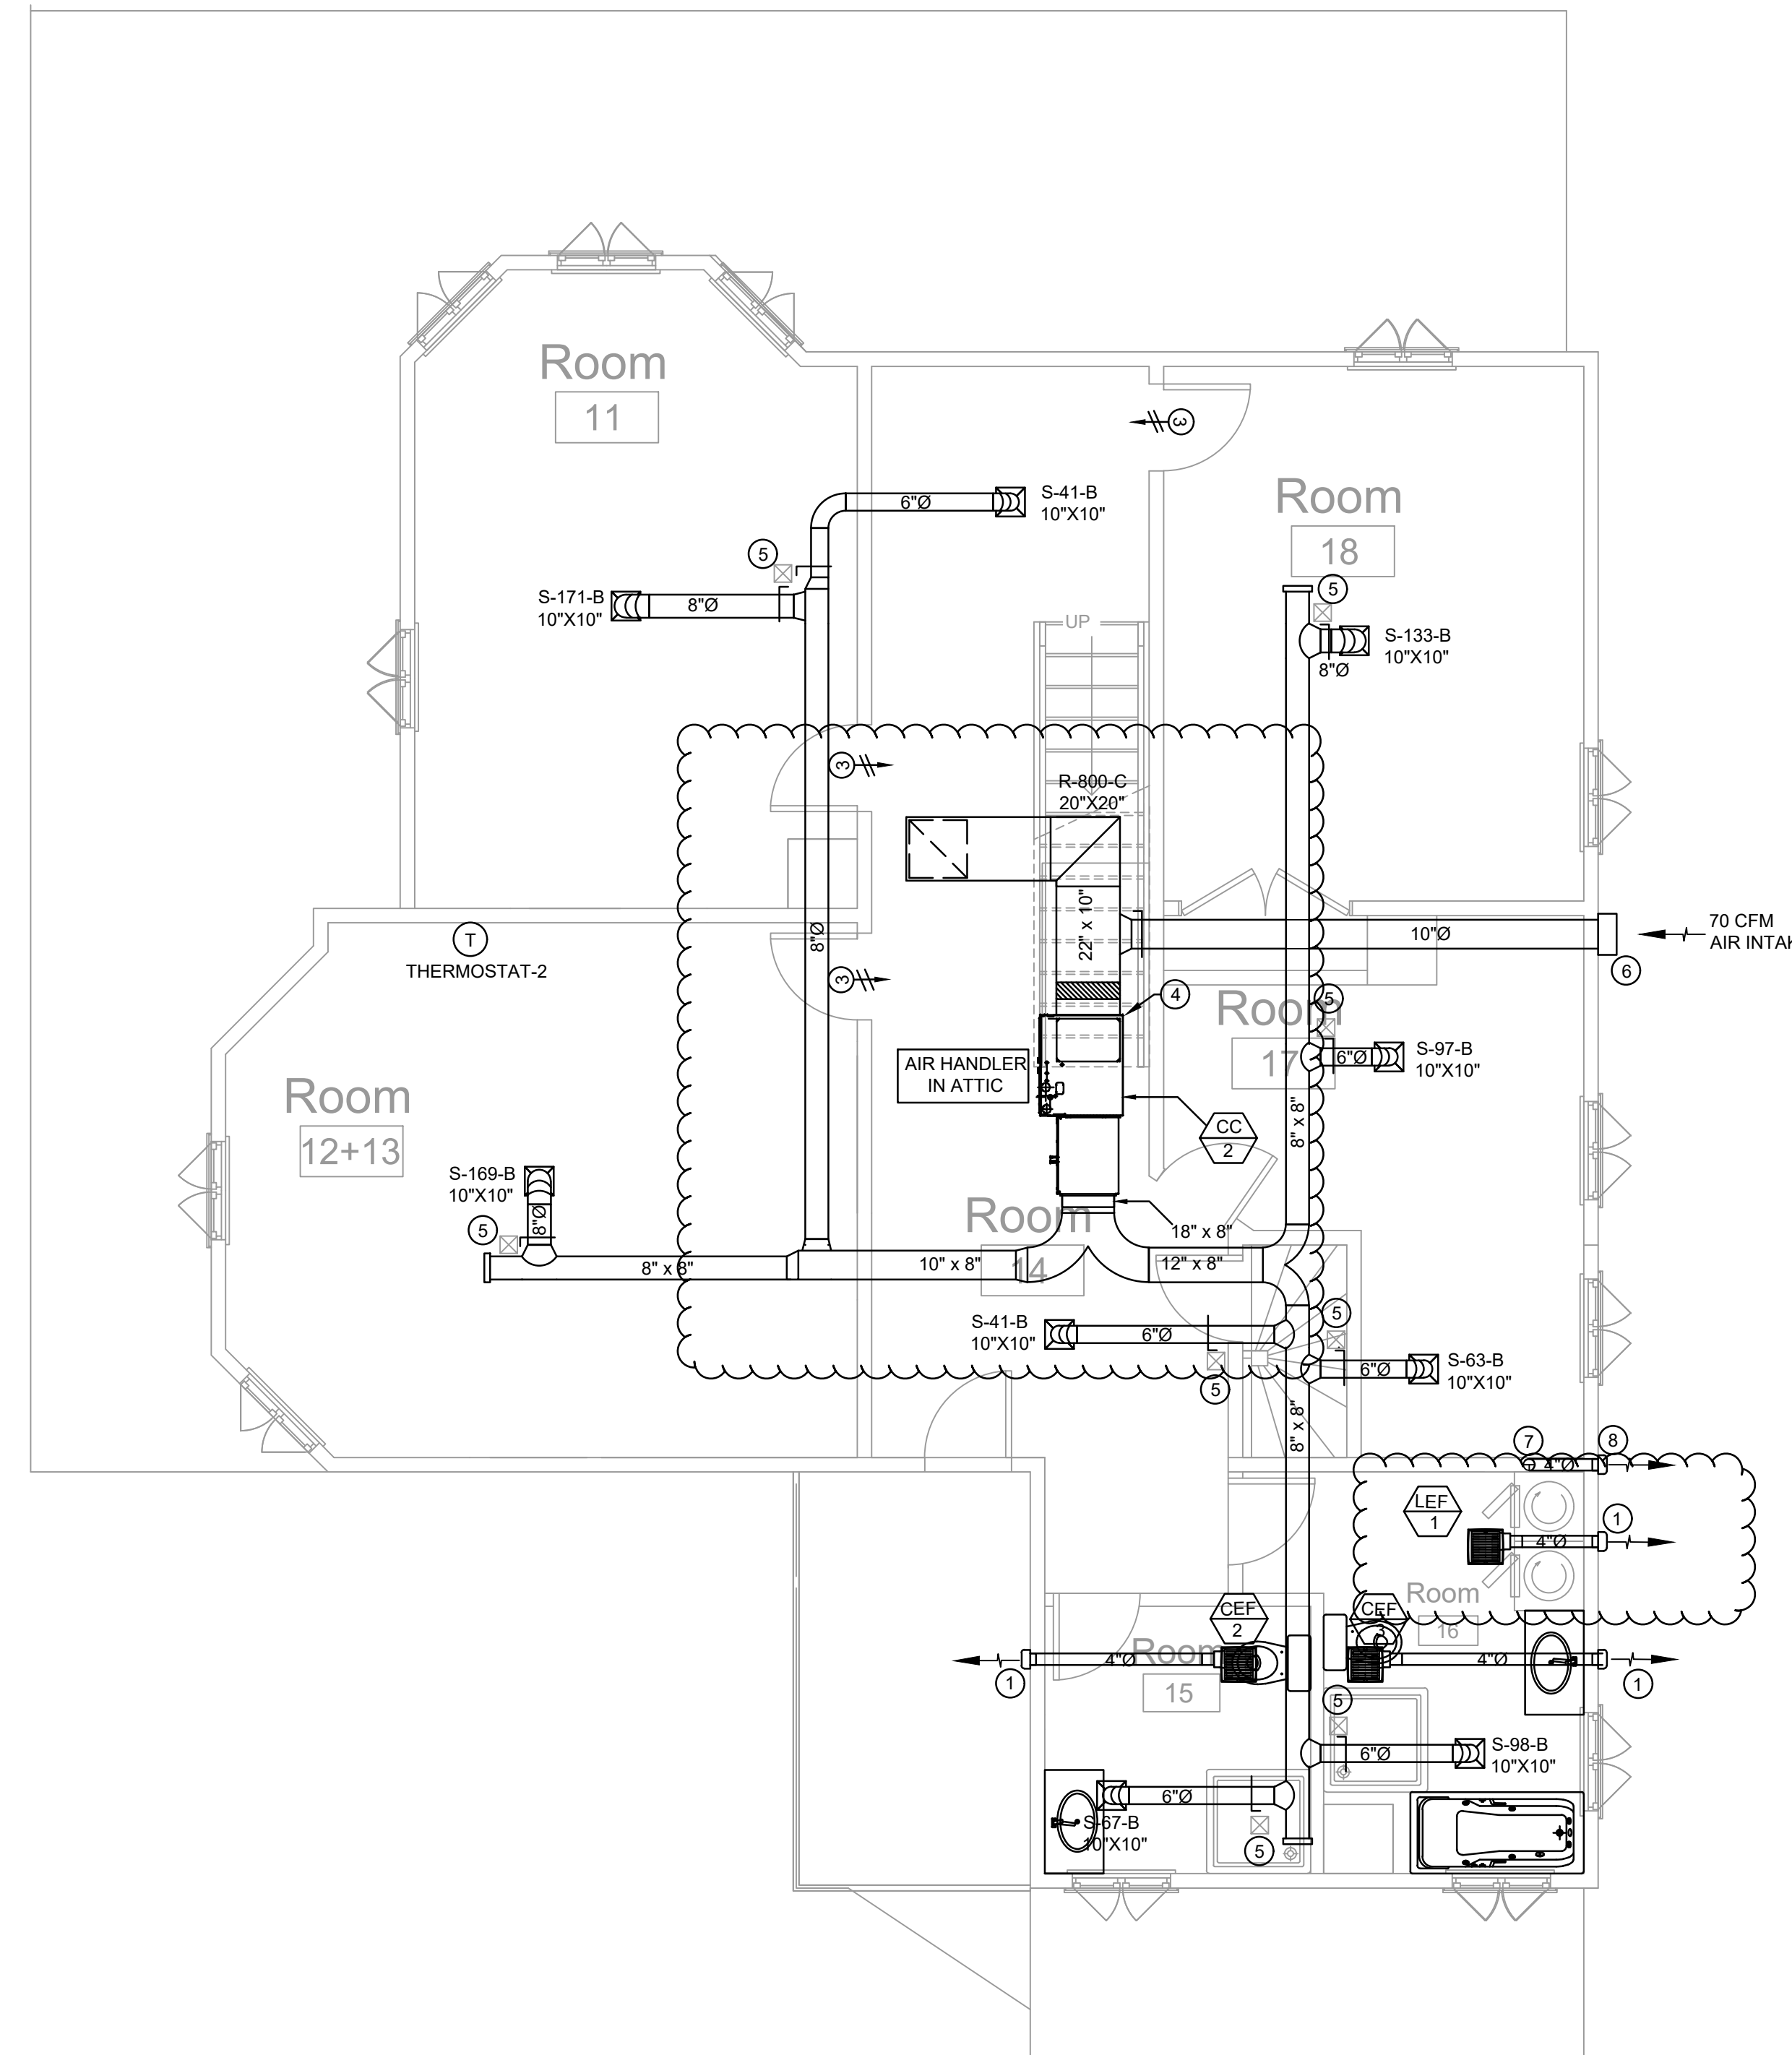 Room
11
3
Room
18
6"Ø
S-41-B
10"X10"
5
S-171-B
10"X10"
8"Ø
5
S-133-B
10"X10"
8"Ø
UP
3
R-800-C
20"X20"
22" x 10"
8"Ø
10"Ø
70 CFM
T
THERMOSTAT-2
3
6
4
5
Room
17
6"Ø
S-97-B
10"X10"
AIR HANDLER
IN ATTIC
8" x 8"
CC
2
Room
12+13
S-169-B
10"X10"
8"Ø
5
Room
14
18" x 8"
8" x 8"
10" x 8"
12" x 8"
5
S-41-B
10"X10"
6"Ø
5
6"Ø
S-63-B
10"X10"
8" x 8"
7
8
4"Ø
LEF
1
1
4"Ø
Room
16
CEF
2
CEF
3
Room
15
4"Ø
4"Ø
1
1
5
6"Ø
S-98-B
10"X10"
6"Ø
S-67-B
10"X10"
5
AIR